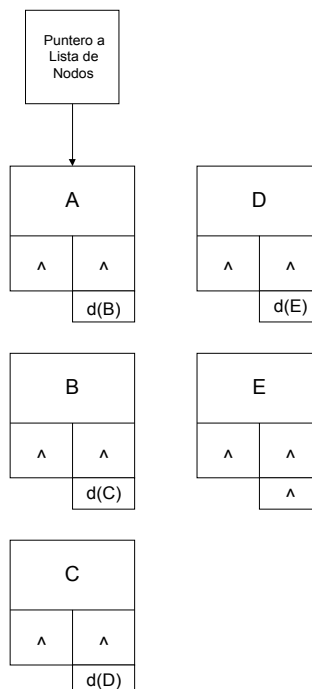 Puntero a
Lista de
Nodos
A
^ ^
d(B)
D
^ ^
d(E)
B
^ ^
d(C)
E
^ ^
^
C
^ ^
d(D)